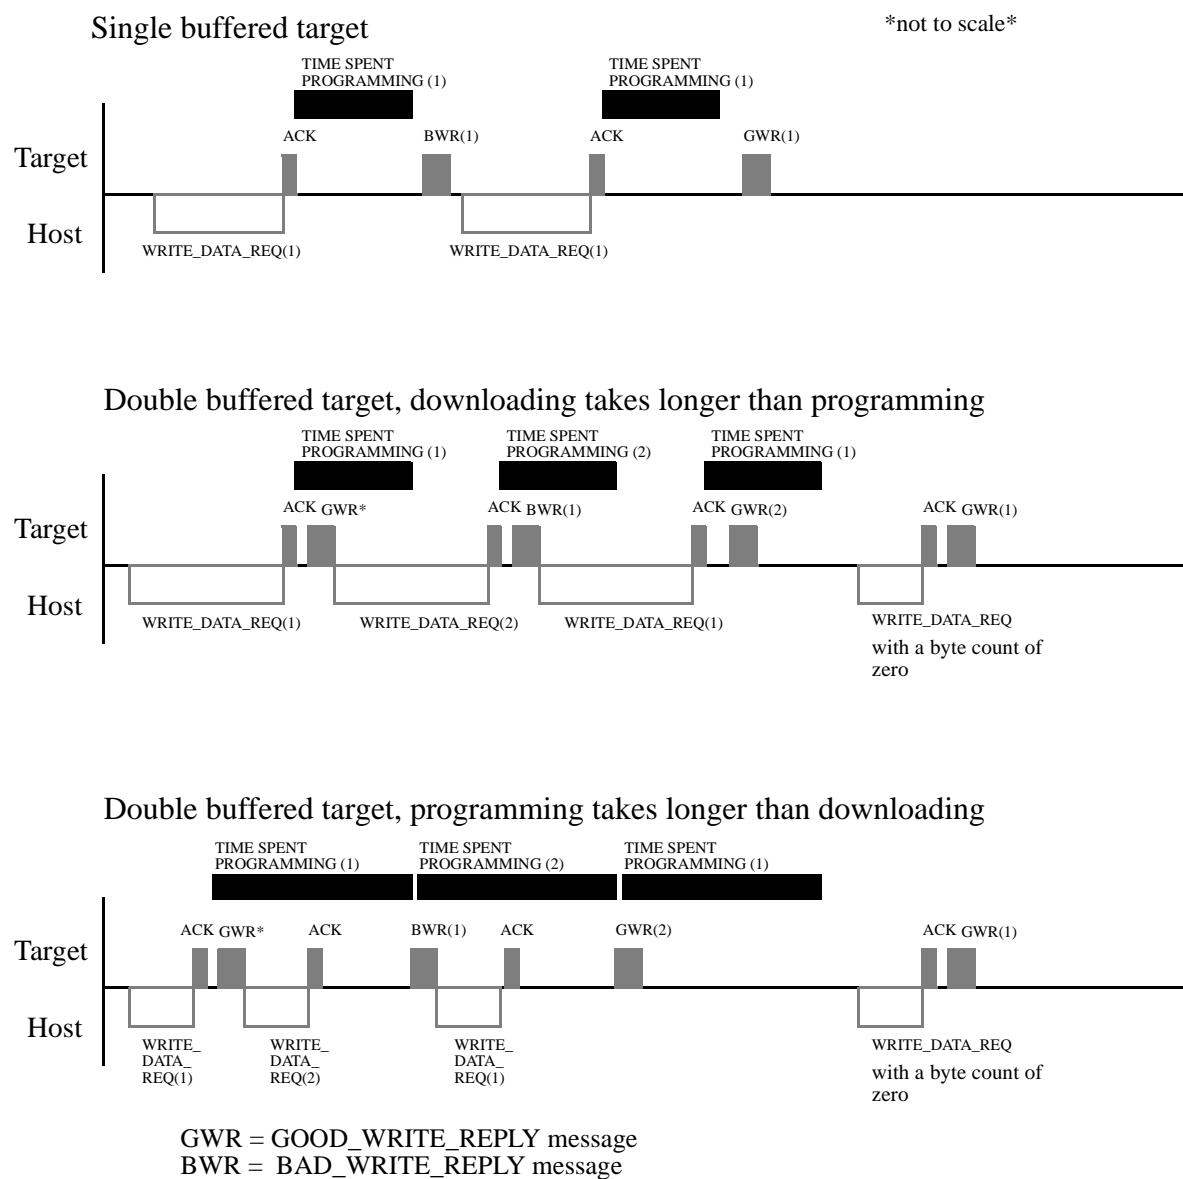 Single buffered target
*not to scale*
TIME SPENT
PROGRAMMING (1)
TIME SPENT
PROGRAMMING (1)
ACK
BWR(1)
ACK
GWR(1)
Target
Host
WRITE_DATA_REQ(1)
WRITE_DATA_REQ(1)
Double buffered target, downloading takes longer than programming
TIME SPENT
PROGRAMMING (1)
TIME SPENT
PROGRAMMING (2)
TIME SPENT
PROGRAMMING (1)
ACK
GWR*
ACK
BWR(1)
ACK
GWR(2)
ACK
GWR(1)
Target
Host
WRITE_DATA_REQ(1)
WRITE_DATA_REQ(2)
WRITE_DATA_REQ(1)
WRITE_DATA_REQ
with a byte count of
zero
Double buffered target, programming takes longer than downloading
TIME SPENT
PROGRAMMING (1)
TIME SPENT
PROGRAMMING (2)
TIME SPENT
PROGRAMMING (1)
ACK
GWR*
ACK
BWR(1)
ACK
GWR(2)
ACK
GWR(1)
Target
Host
WRITE_
DATA_
REQ(1)
WRITE_
DATA_
REQ(2)
WRITE_
DATA_
REQ(1)
WRITE_DATA_REQ
with a byte count of
zero
GWR = GOOD_WRITE_REPLY message
BWR = BAD_WRITE_REPLY message